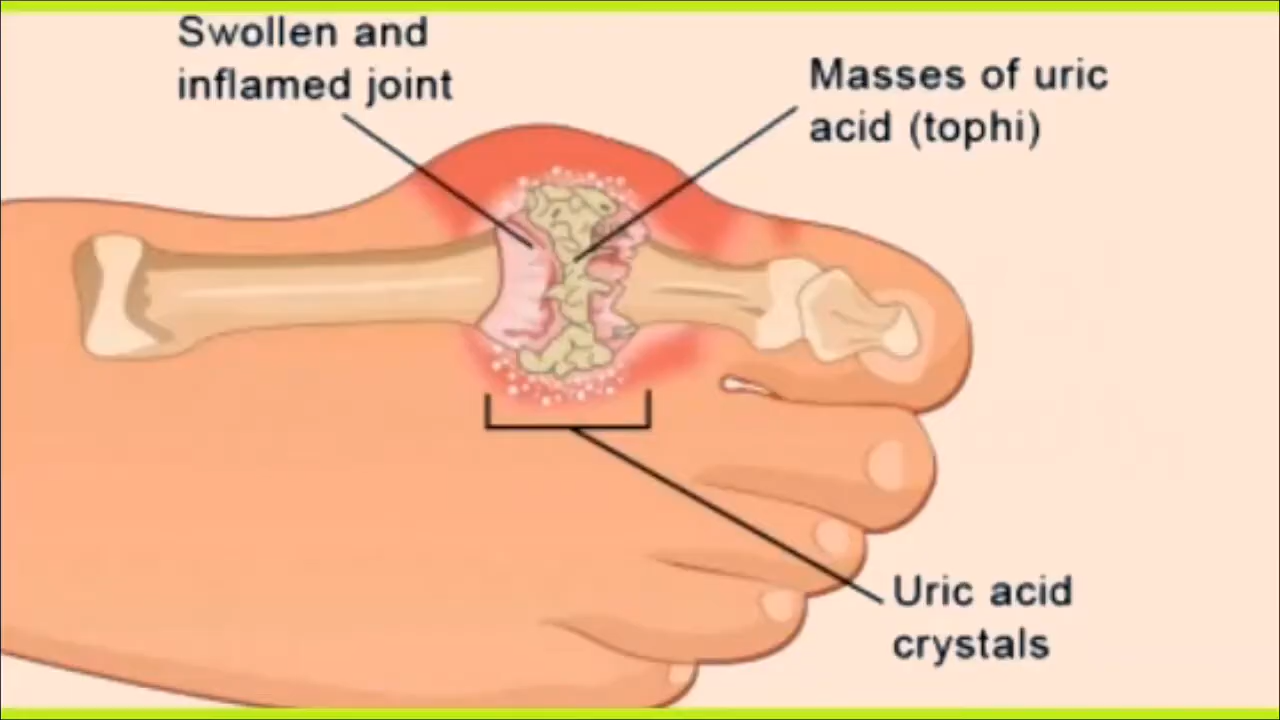 Swollen and
inflamed joint
Masses of uric
acid (tophi)
Uric acid
crystals